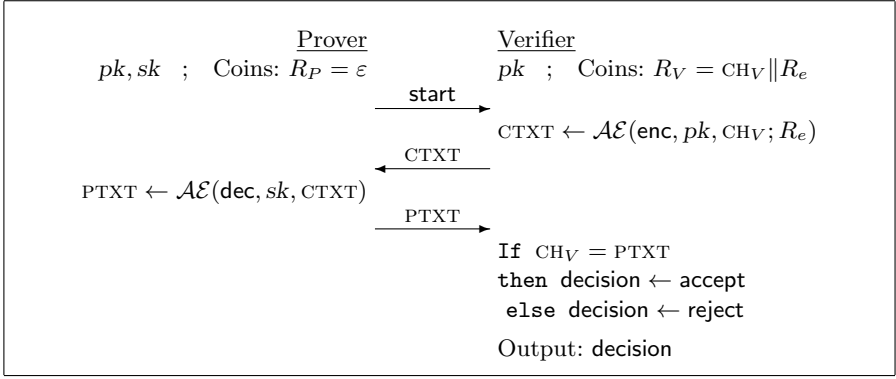 Prover Verifier
pk, sk ; Coins: R_P = ε pk ; Coins: R_V = CH_V‖R_e
start
CTXT ← AE(enc, pk, CH_V; R_e)
CTXT
PTXT ← AE(dec, sk, CTXT)
PTXT
If CH_V = PTXT
then decision ← accept
else decision ← reject
Output: decision